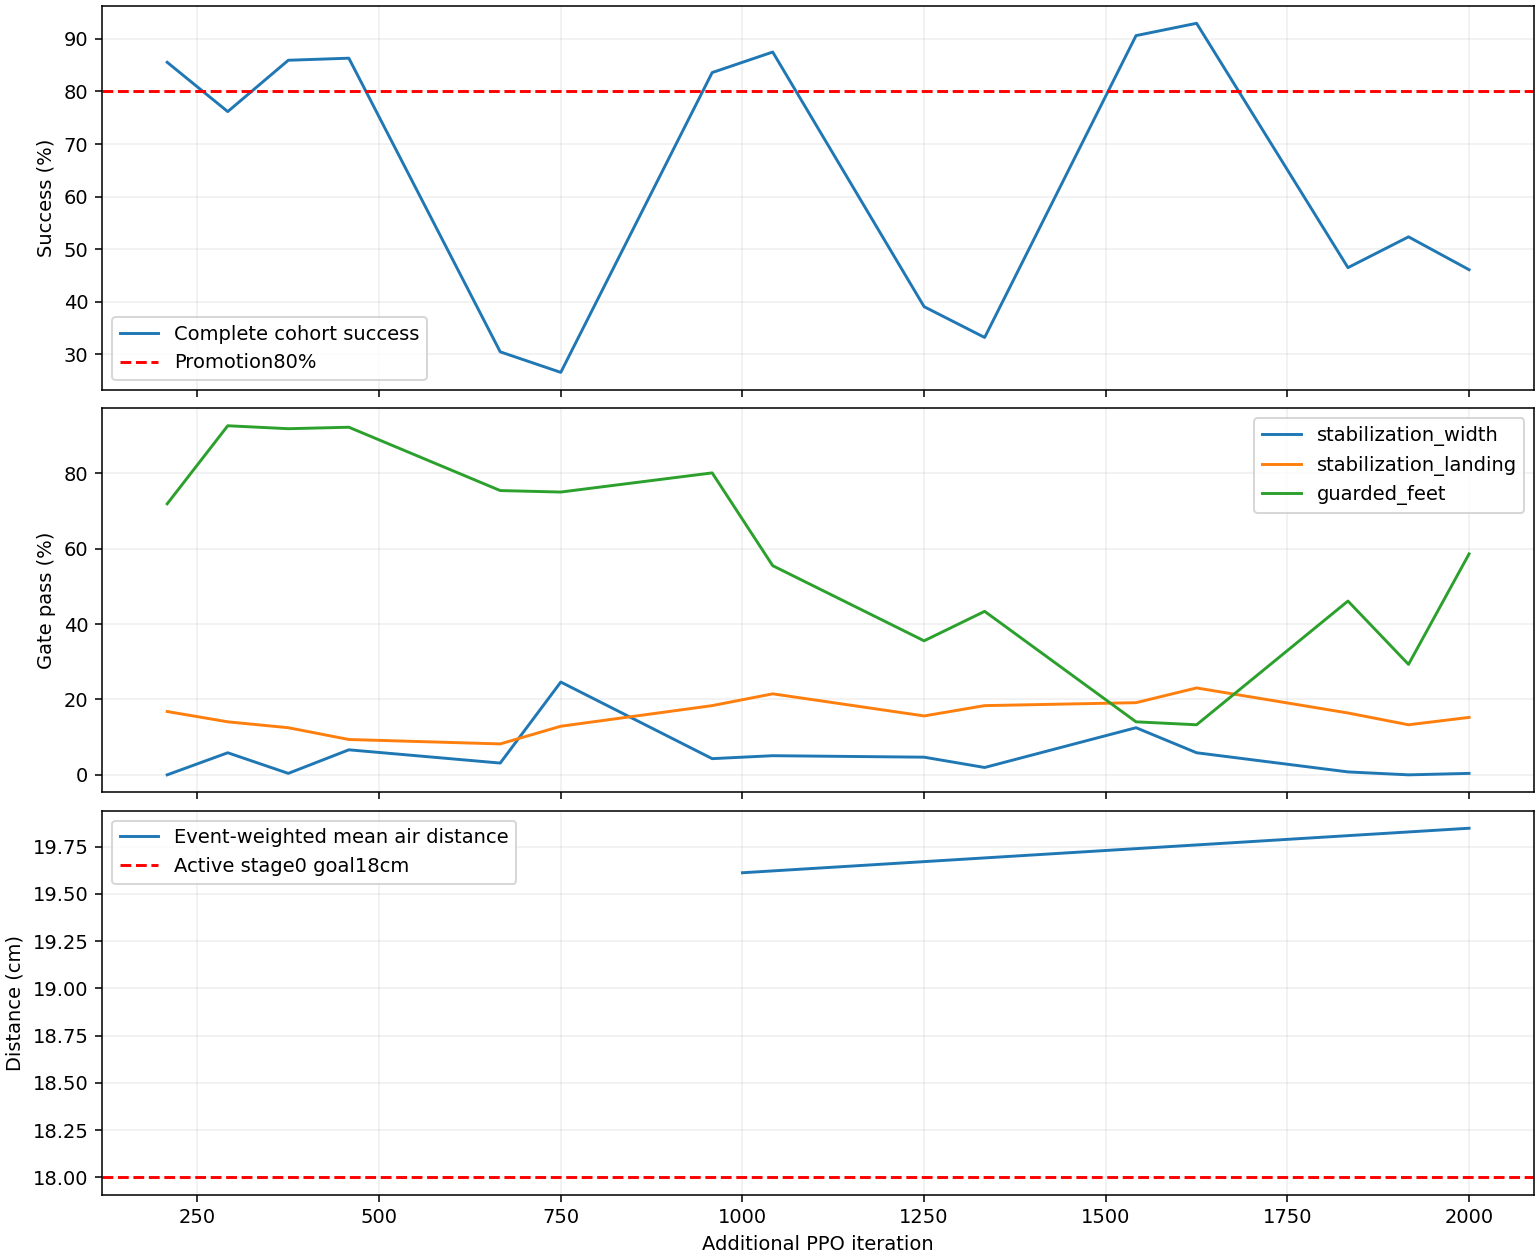 90
80
70
60
50
40
30
Success (%)
Complete cohort success
Promotion80%
80
60
40
20
0
Gate pass (%)
stabilization_width
stabilization_landing
guarded_feet
19.75
19.50
19.25
19.00
18.75
18.50
18.25
18.00
Distance (cm)
Event-weighted mean air distance
Active stage0 goal18cm
250 500 750 1000 1250 1500 1750 2000
Additional PPO iteration